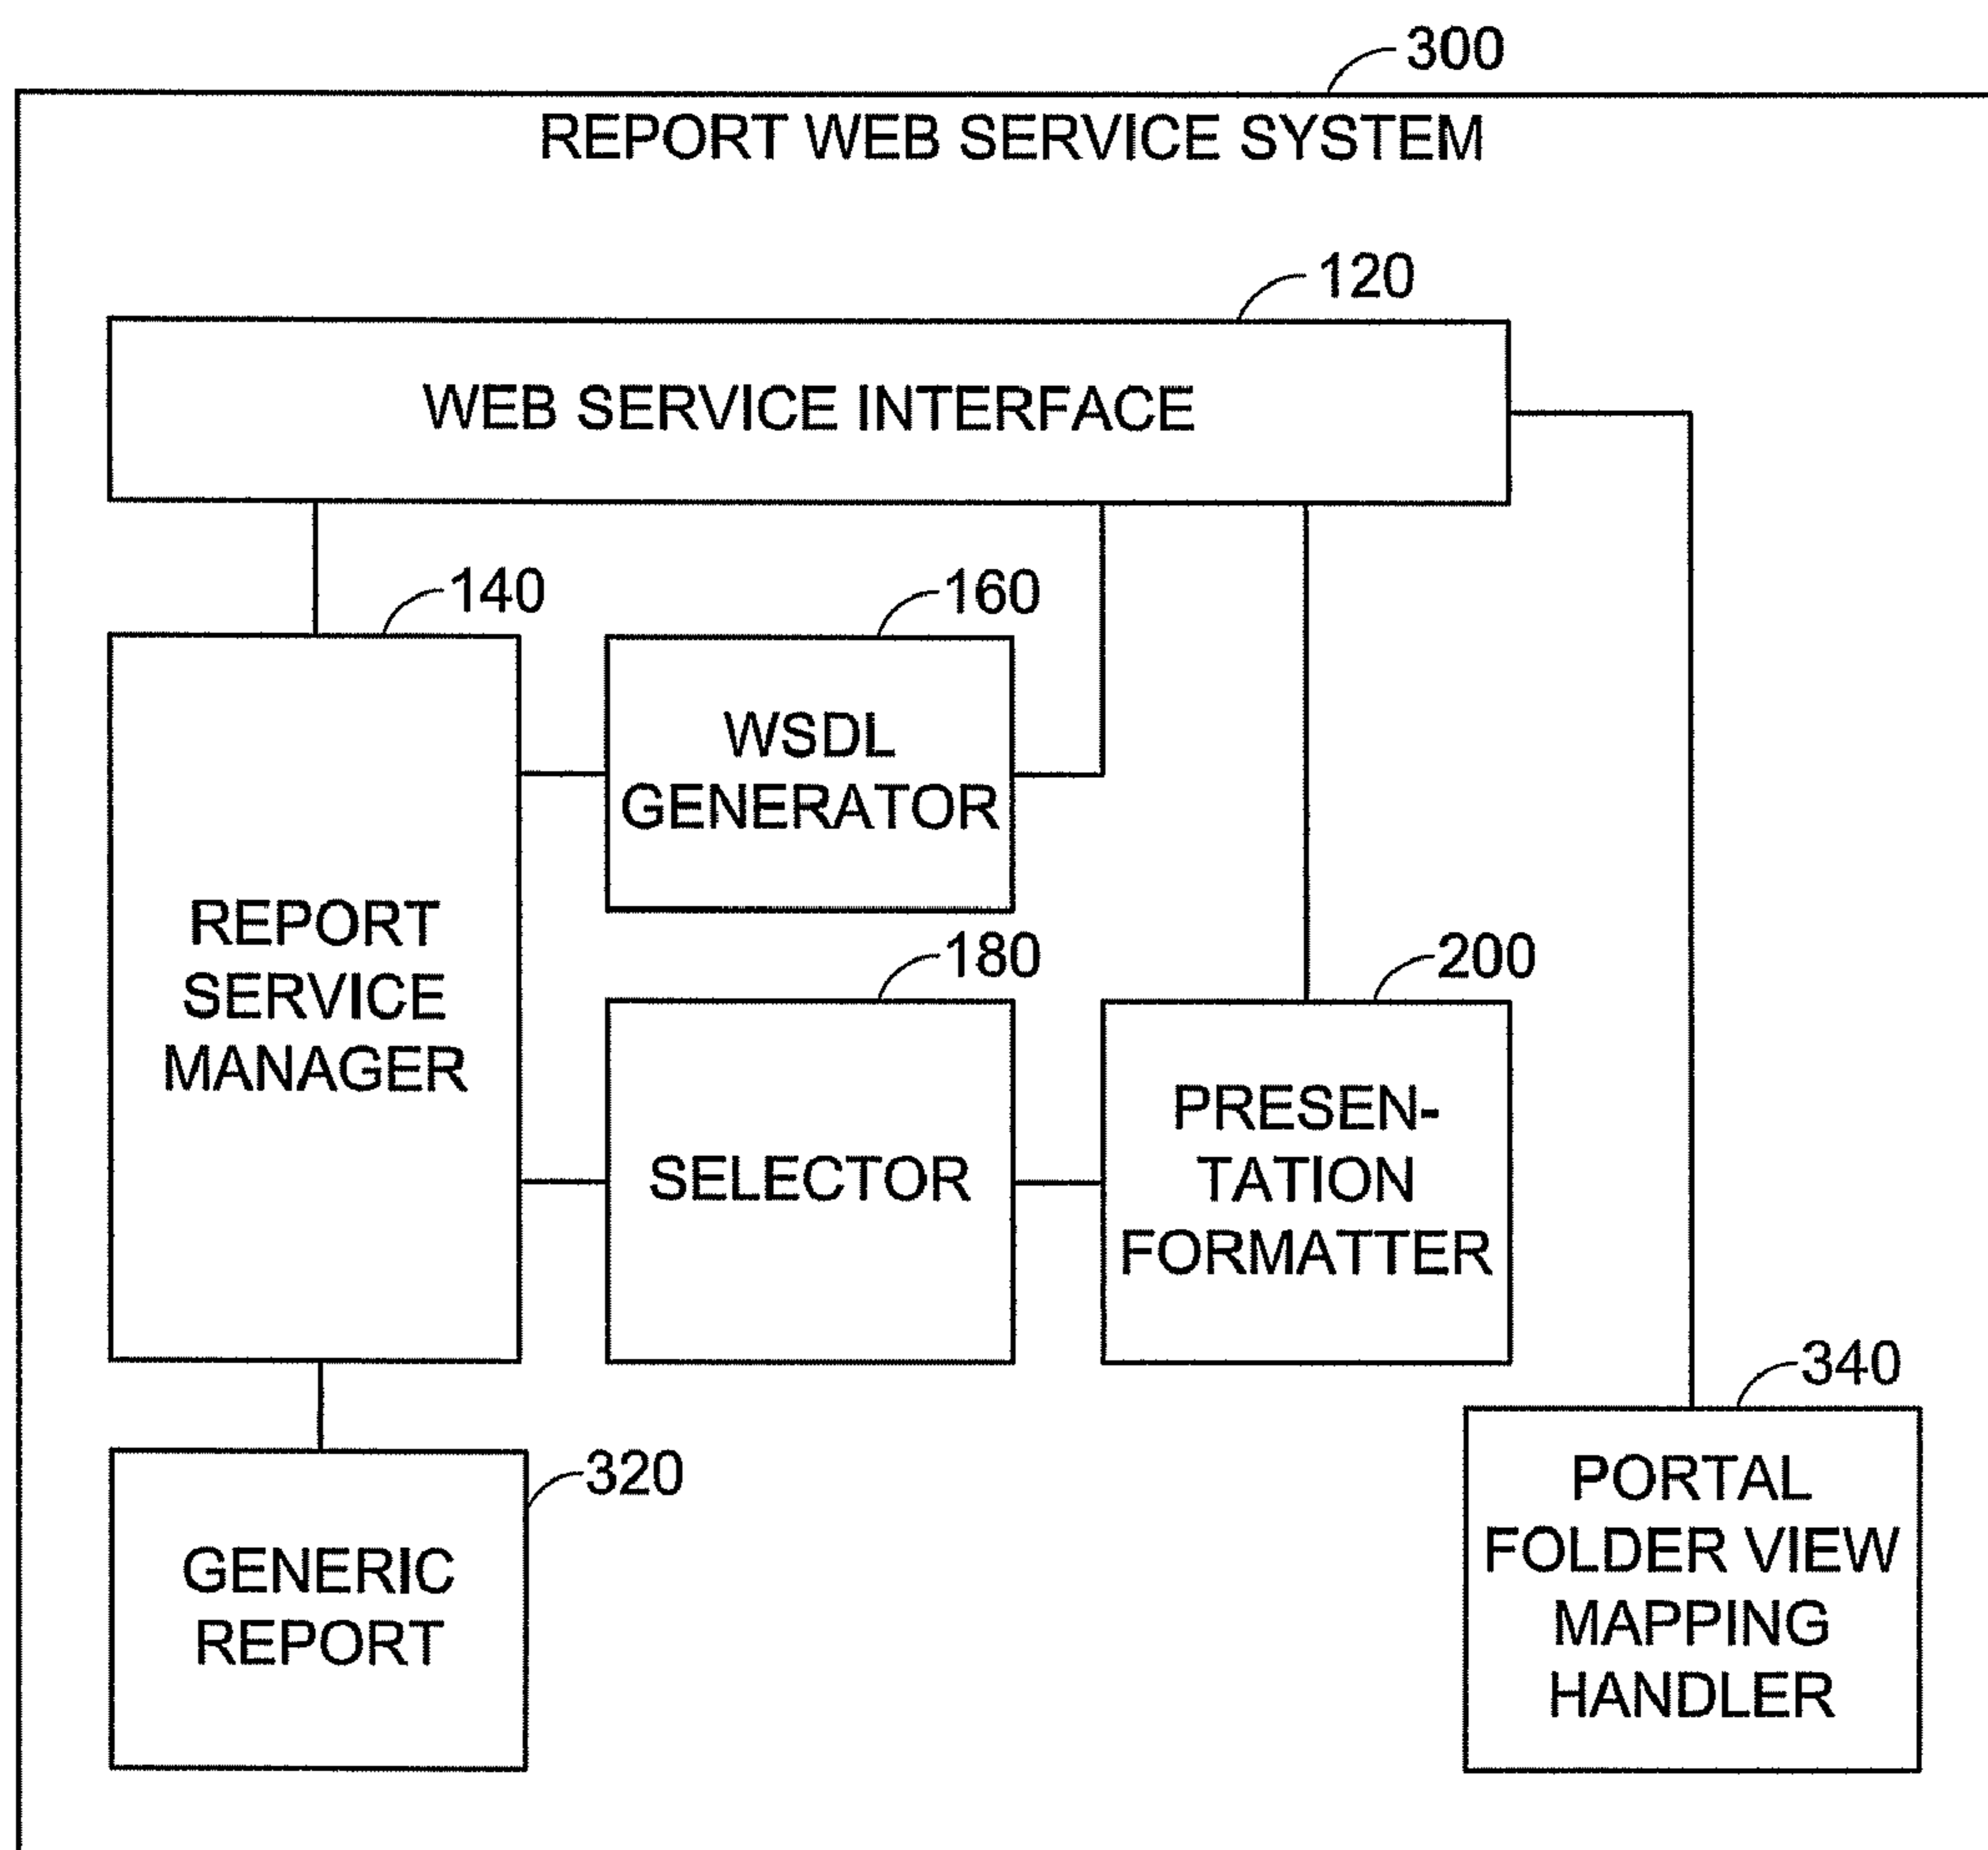 300
REPORT WEB SERVICE SYSTEM
120
WEB SERVICE INTERFACE
140
160
WSDL
GENERATOR
REPORT
SERVICE
MANAGER
180
200
SELECTOR
PRESEN-
TATION
FORMATTER
320
GENERIC
REPORT
340
PORTAL
FOLDER VIEW
MAPPING
HANDLER